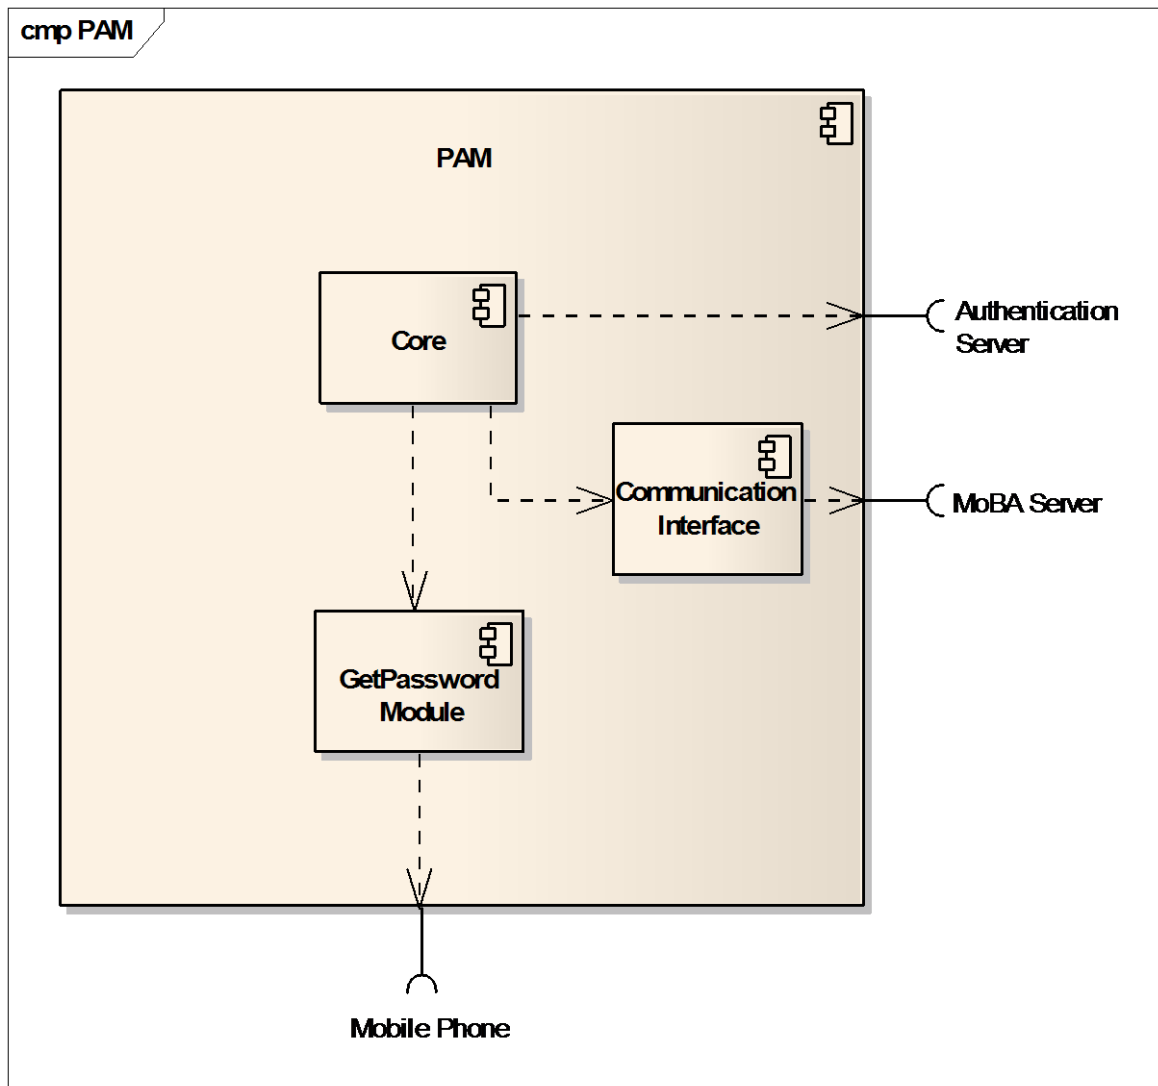 cmp PAM
PAM
Core
Authentication
Server
Communication
Interface
MoBA Server
GetPassword
Module
Mobile Phone